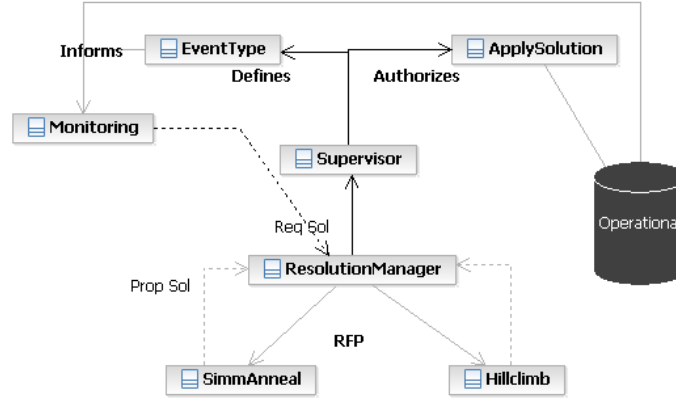 Informs
EventType
ApplySolution
Defines
Authorizes
Monitoring
Supervisor
Operationa
Req Sol
ResolutionManager
Prop Sol
RFP
SimmAnneal
Hillclimb